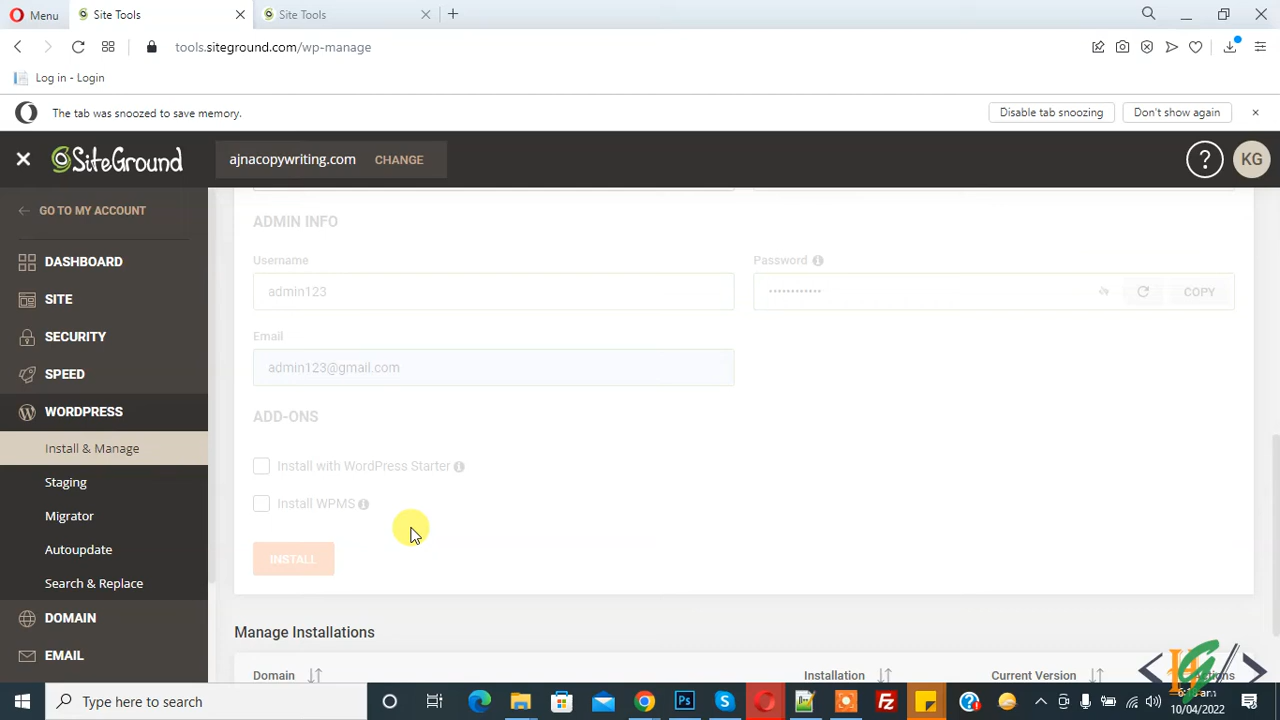 Menu
Site Tools
Site Tools
tools.siteground.com/wp-manage
Log in - Login
The tab was snoozed to save memory.
Disable tab snoozing
Don't show again
SiteGround
ajnacopywriting.com CHANGE
?
KG
GO TO MY ACCOUNT
DASHBOARD
SITE
SECURITY
SPEED
WORDPRESS
Install & Manage
Staging
Migrator
Autoupdate
Search & Replace
DOMAIN
EMAIL
ADMIN INFO
Username
admin123
Password
••••••••••••
COPY
Email
admin123@gmail.com
ADD-ONS
Install with WordPress Starter
Install WPMS
INSTALL
Manage Installations
Domain
Installation
Current Version
Type here to search
10/04/2022